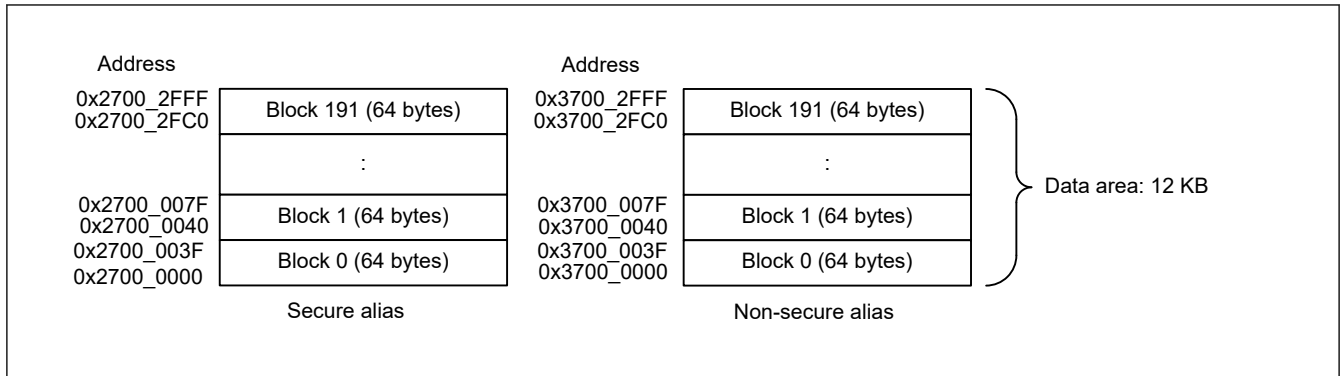 Address
0x2700_2FFF
0x2700_2FC0
Block 191 (64 bytes)
:
0x2700_007F
0x2700_0040
Block 1 (64 bytes)
0x2700_003F
0x2700_0000
Block 0 (64 bytes)
Secure alias
Address
0x3700_2FFF
0x3700_2FC0
Block 191 (64 bytes)
:
0x3700_007F
0x3700_0040
Block 1 (64 bytes)
0x3700_003F
0x3700_0000
Block 0 (64 bytes)
Non-secure alias
Data area: 12 KB